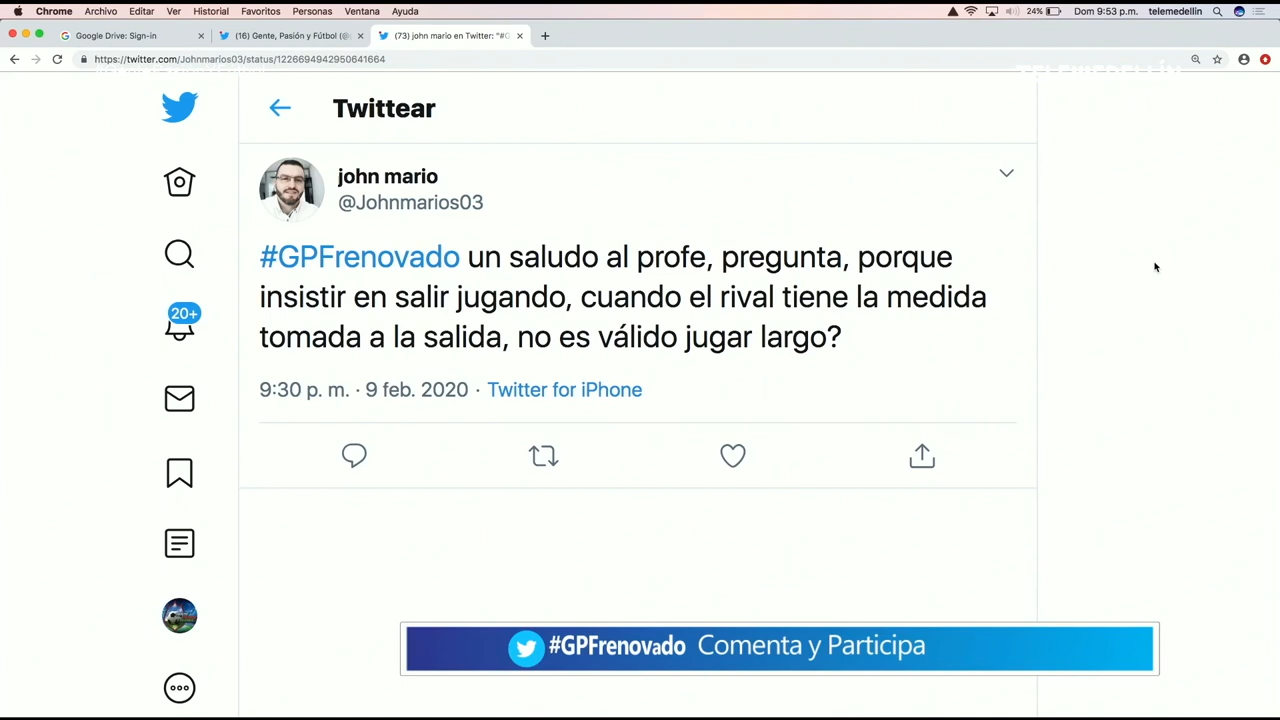 Chrome Archivo Editar Ver Historial Favoritos Personas Ventana Ayuda 24% Dom 9:53 p.m. telemedellin
Google Drive: Sign-in (16) Gente, Pasión y Fútbol (@ (73) john mario en Twitter: "#G
https://twitter.com/Johnmarios03/status/1226694942950641664
TELEMEDELLÍN
Twittear
john mario
@Johnmarios03
#GPFrenovado un saludo al profe, pregunta, porque
insistir en salir jugando, cuando el rival tiene la medida
tomada a la salida, no es válido jugar largo?
20+
9:30 p. m. · 9 feb. 2020 · Twitter for iPhone
#GPFrenovado Comenta y Participa